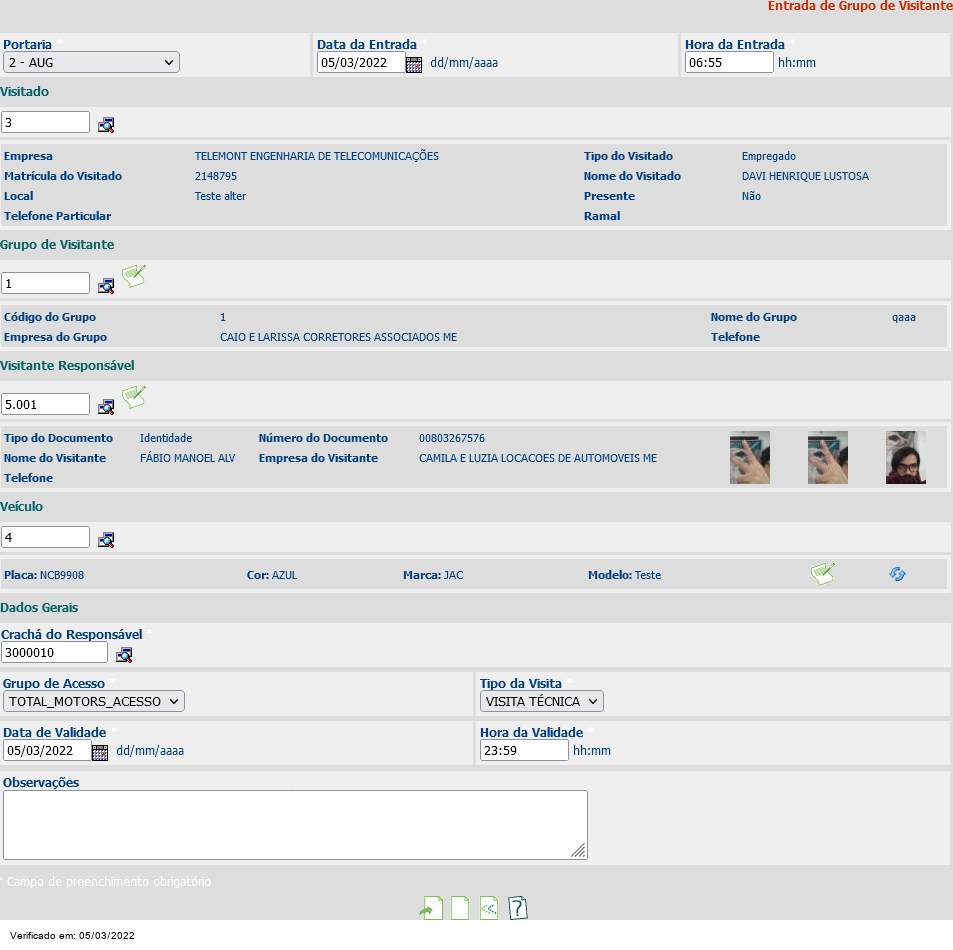 Entrada de Grupo de Visitante
Portaria * Data da Entrada * Hora da Entrada *
2 - AUG 05/03/2022 dd/mm/aaaa 06:55 hh:mm
Visitado
3
Empresa TELEMONT ENGENHARIA DE TELECOMUNICAÇÕES Tipo do Visitado Empregado
Matrícula do Visitado 2148795 Nome do Visitado DAVI HENRIQUE LUSTOSA
Local Teste alter Presente Não
Telefone Particular Ramal
Grupo de Visitante
1
Código do Grupo 1 Nome do Grupo qaaa
Empresa do Grupo CAIO E LARISSA CORRETORES ASSOCIADOS ME Telefone
Visitante Responsável
5.001
Tipo do Documento Identidade Número do Documento 00803267576
Nome do Visitante FÁBIO MANOEL ALV Empresa do Visitante CAMILA E LUZIA LOCACOES DE AUTOMOVEIS ME
Telefone
Veículo
4
Placa: NCB9908 Cor: AZUL Marca: JAC Modelo: Teste
Dados Gerais
Crachá do Responsável *
3000010
Grupo de Acesso * Tipo da Visita *
TOTAL_MOTORS_ACESSO VISITA TÉCNICA
Data de Validade * Hora da Validade *
05/03/2022 dd/mm/aaaa 23:59 hh:mm
Observações
* Campo de preenchimento obrigatório
Verificado em: 05/03/2022